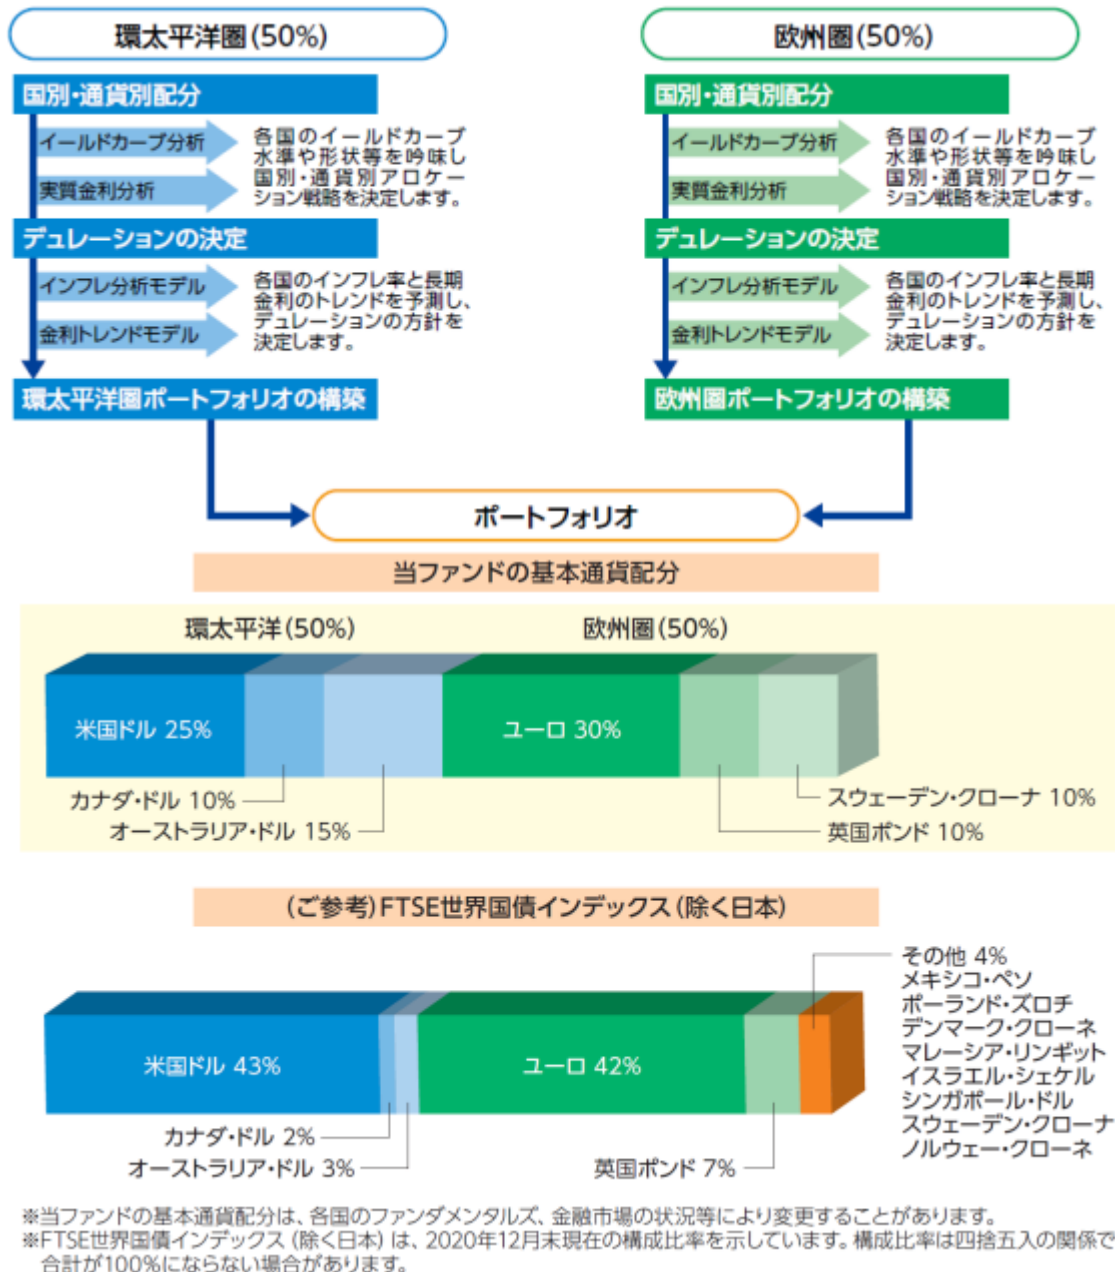 環太平洋圏(50%)
国別・通貨別配分
イールドカーブ分析
実質金利分析
各国のイールドカーブ
水準や形状等を吟味し
国別・通貨別アロケー
ション戦略を決定します。
デュレーションの決定
インフレ分析モデル
金利トレンドモデル
各国のインフレ率と長期
金利のトレンドを予測し、
デュレーションの方針を
決定します。
環太平洋圏ポートフォリオの構築
欧州圏(50%)
国別・通貨別配分
イールドカーブ分析
実質金利分析
各国のイールドカーブ
水準や形状等を吟味し
国別・通貨別アロケー
ション戦略を決定します。
デュレーションの決定
インフレ分析モデル
金利トレンドモデル
各国のインフレ率と長期
金利のトレンドを予測し、
デュレーションの方針を
決定します。
欧州圏ポートフォリオの構築
ポートフォリオ
当ファンドの基本通貨配分
環太平洋(50%)
欧州圏(50%)
米国ドル 25%
ユーロ 30%
カナダ・ドル 10%
オーストラリア・ドル 15%
スウェーデン・クローナ 10%
英国ポンド 10%
(ご参考)FTSE世界国債インデックス(除く日本)
米国ドル 43%
ユーロ 42%
カナダ・ドル 2%
オーストラリア・ドル 3%
英国ポンド 7%
その他 4%
メキシコ・ペソ
ポーランド・ズロチ
デンマーク・クローネ
マレーシア・リンギット
イスラエル・シェケル
シンガポール・ドル
スウェーデン・クローナ
ノルウェー・クローネ
※当ファンドの基本通貨配分は、各国のファンダメンタルズ、金融市場の状況等により変更することがあります。
※FTSE世界国債インデックス(除く日本)は、2020年12月末現在の構成比率を示しています。構成比率は四捨五入の関係で
合計が100%にならない場合があります。